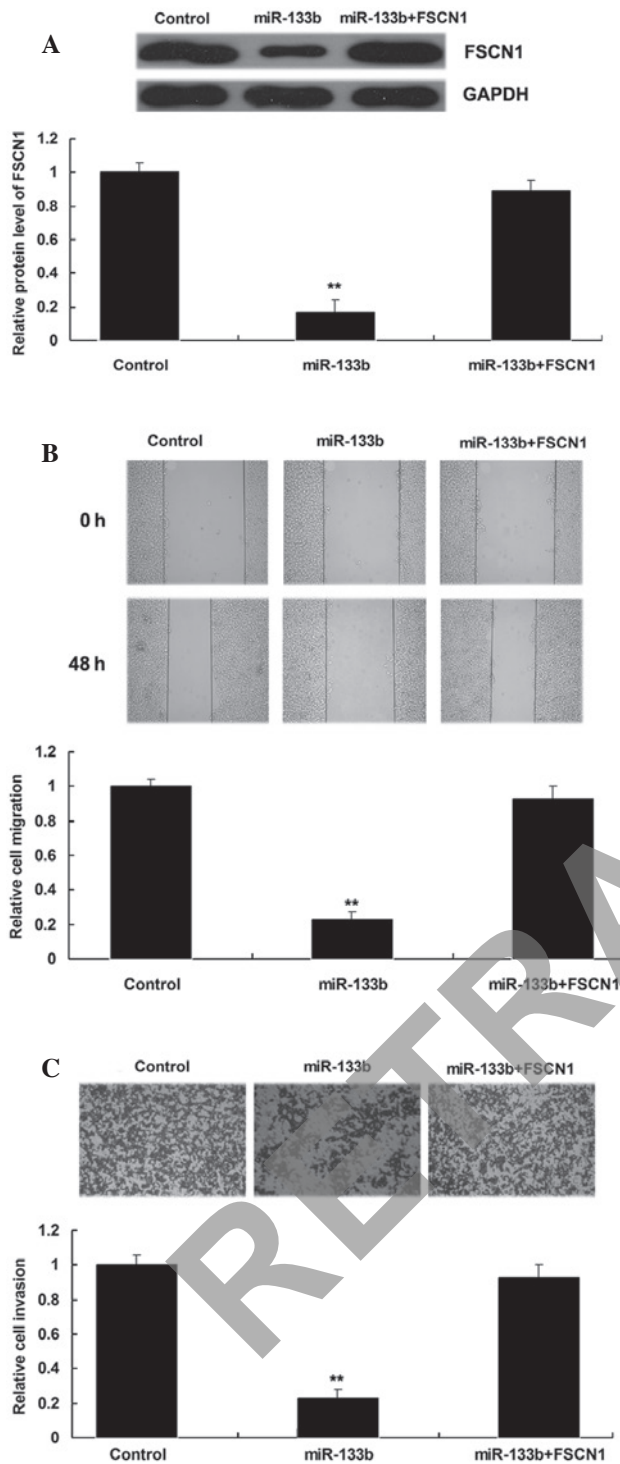 A
Control miR-133b miR-133b+FSCN1
FSCN1
GAPDH
Relative protein level of FSCN1
1.2
1
0.8
0.6
0.4
0.2
0
**
Control miR-133b miR-133b+FSCN1
B
Control miR-133b miR-133b+FSCN1
0 h
48 h
Relative cell migration
1.2
1
0.8
0.6
0.4
0.2
0
**
Control miR-133b miR-133b+FSCN1
C
Control miR-133b miR-133b+FSCN1
Relative cell invasion
1.2
1
0.8
0.6
0.4
0.2
0
**
Control miR-133b miR-133b+FSCN1
RETRA